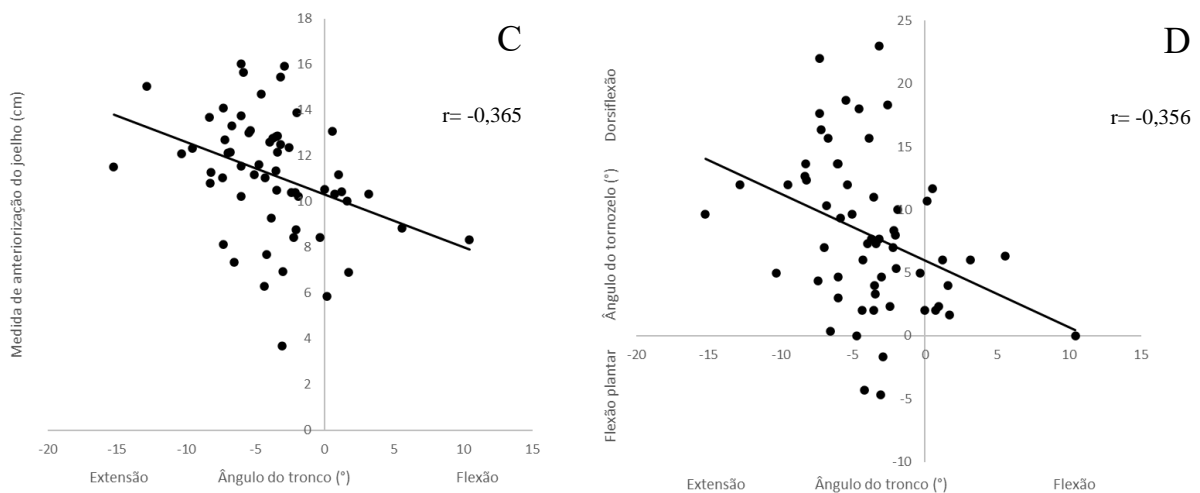 C
r= -0,365
Medida de anteriorização do joelho (cm)
18
16
14
12
10
8
6
4
2
0
-20 -15 -10 -5 0 5 10 15
Extensão Ângulo do tronco (°) Flexão
D
r= -0,356
Dorsiflexão
Ângulo do tornozelo (°)
Flexão plantar
25
20
15
10
5
0
-5
-10
-20 -15 -10 -5 0 5 10 15
Extensão Ângulo do tronco (°) Flexão